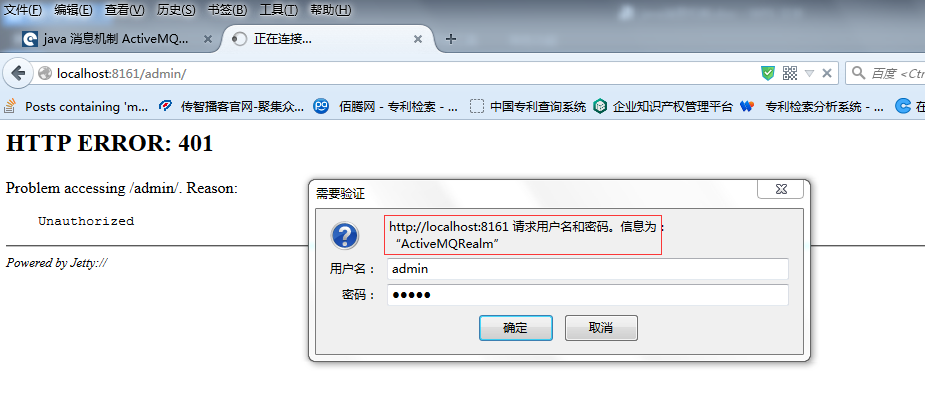 文件(F) 编辑(E) 查看(V) 历史(S) 书签(B) 工具(T) 帮助(H)
java 消息机制 ActiveMQ... 正在连接...
localhost:8161/admin/ 百度 <Ctr
Posts containing 'm... 传智播客官网-聚集众... 佰腾网 - 专利检索 - ... 中国专利查询系统 企业知识产权管理平台 专利检索分析系统 - ... 在
HTTP ERROR: 401
Problem accessing /admin/. Reason:
Unauthorized
Powered by Jetty://
需要验证
http://localhost:8161 请求用户名和密码。信息为：
“ActiveMQRealm”
用户名： admin
密码： ●●●●●
确定 取消